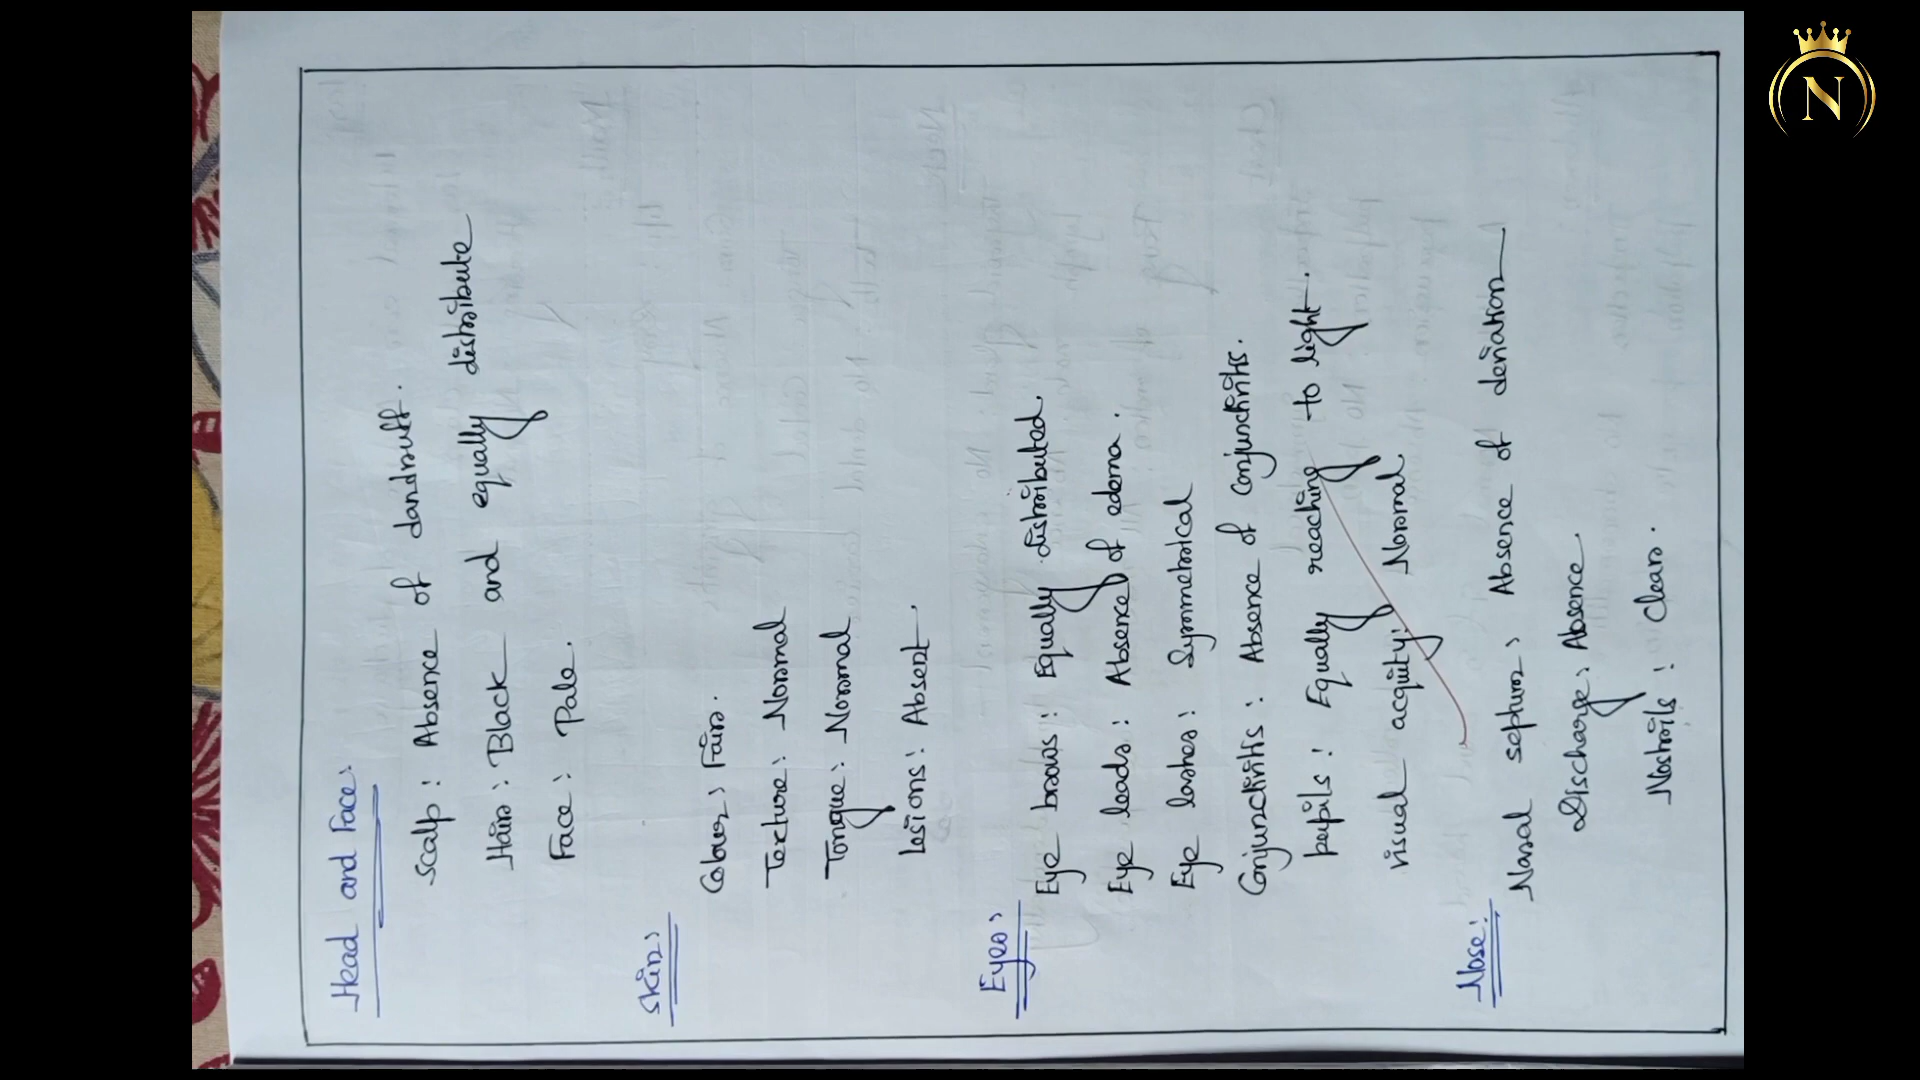 Head and Face:
Scalp : Absence of dandruff.
Hair : Black and equally distribute
Face : Pale.
Skin:
Colour: Fair.
Texture : Normal
Tongue : Normal
Lesions : Absent.
Eyes:
Eye brows : Equally distributed.
Eye leads : Absence of edema.
Eye lashes : Symmetrical
Conjunctivitis : Absence of conjunctivitis.
pupils : Equally reaching to light.
visual acquity: Normal
Nose:
Nasal septum: Absence of deviation
Discharge: Absence
Nostrils : Clear.
N